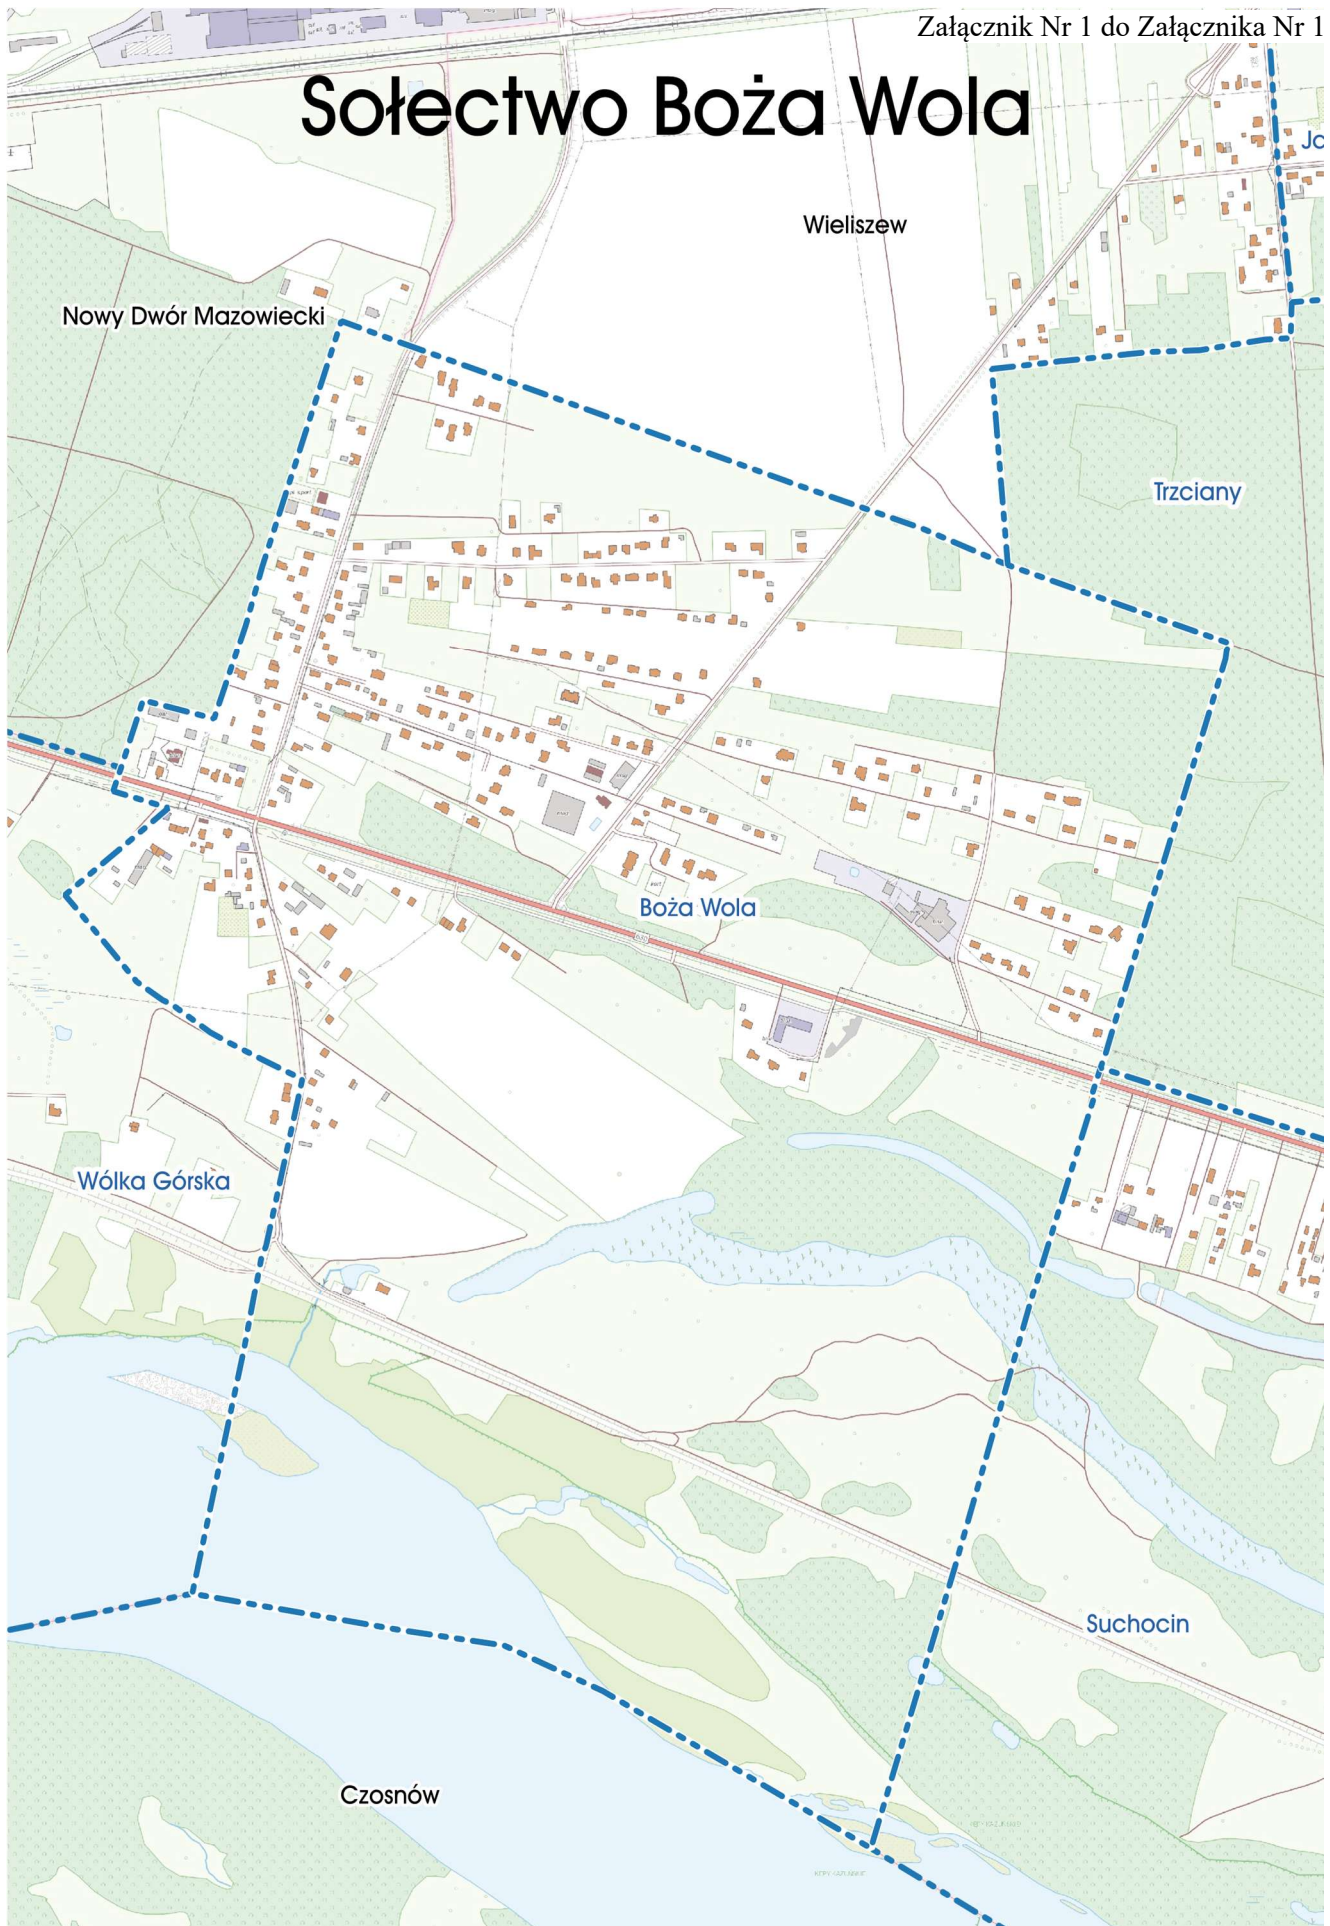 Załącznik Nr 1 do Załącznika Nr 1
Sołectwo Boża Wola
Wieliszew
Nowy Dwór Mazowiecki
Trzciany
Boża Wola
630
Wólka Górska
Suchocin
Czosnów